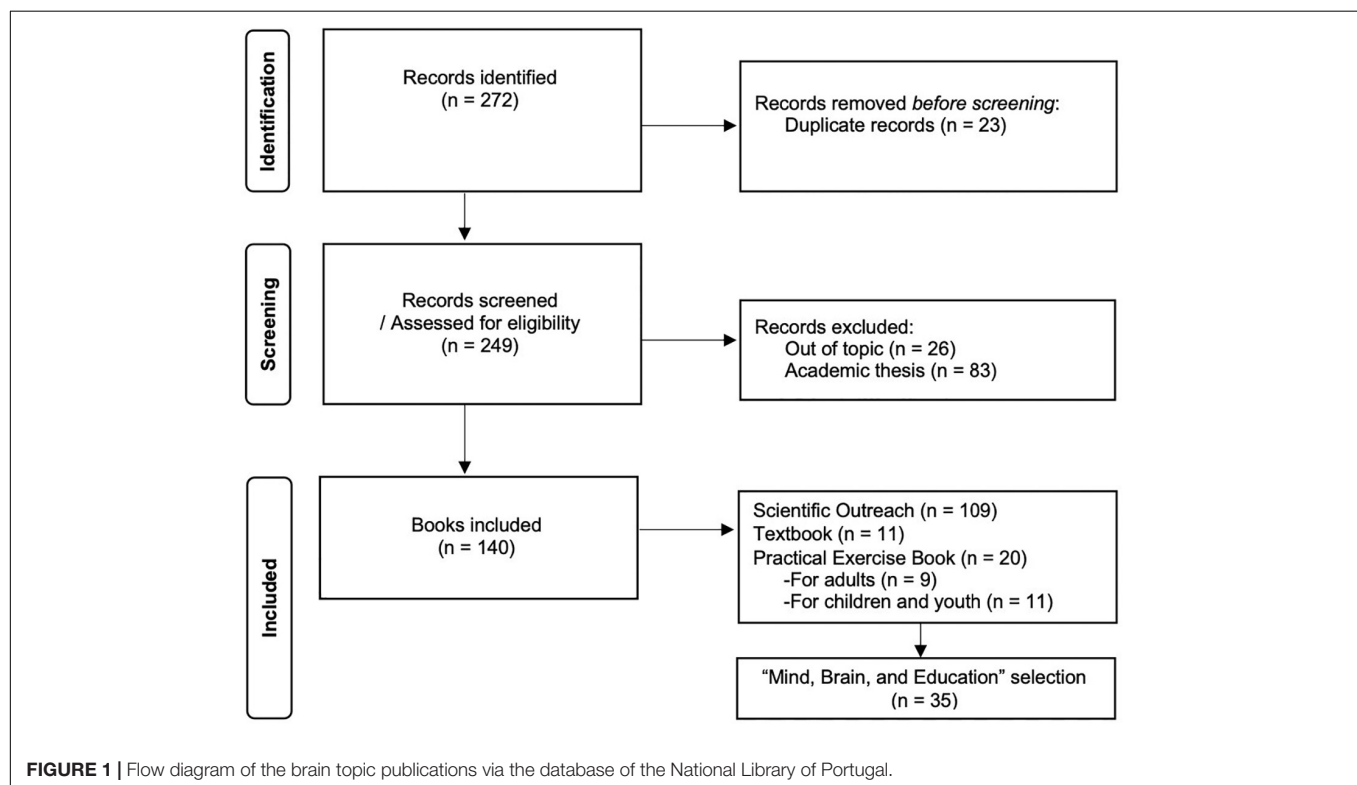 Identification
Records identified
(n = 272)
Records removed before screening:
Duplicate records (n = 23)
Screening
Records screened
/ Assessed for eligibility
(n = 249)
Records excluded:
Out of topic (n = 26)
Academic thesis (n = 83)
Included
Books included
(n = 140)
Scientific Outreach (n = 109)
Textbook (n = 11)
Practical Exercise Book (n = 20)
-For adults (n = 9)
-For children and youth (n = 11)
“Mind, Brain, and Education” selection
(n = 35)
FIGURE 1 | Flow diagram of the brain topic publications via the database of the National Library of Portugal.